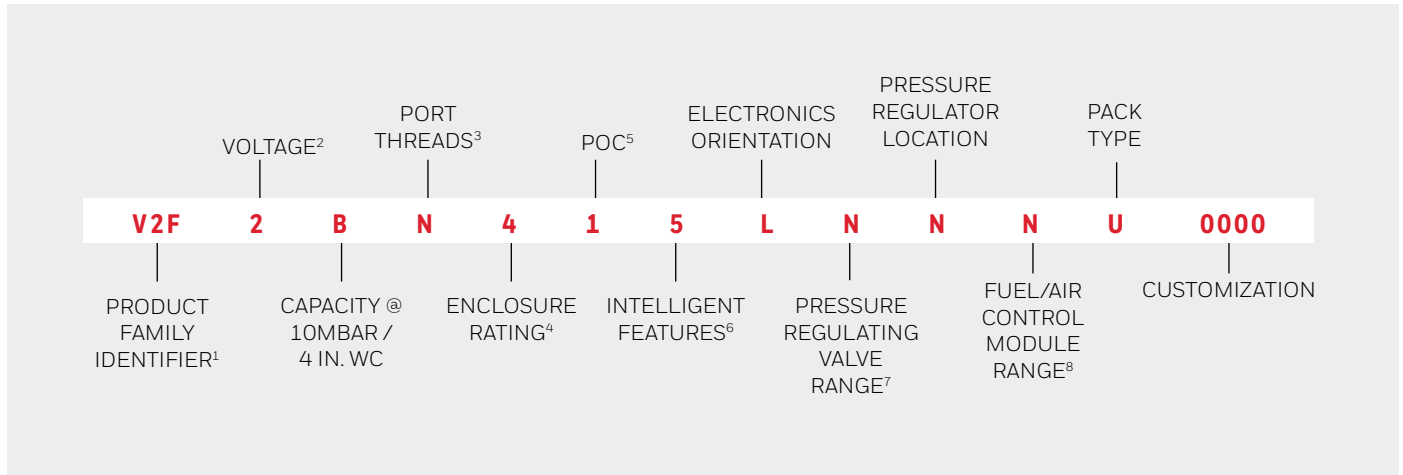 PRESSURE
REGULATOR
LOCATION
ELECTRONICS
ORIENTATION
PORT
THREADS³
PACK
TYPE
VOLTAGE²
POC⁵
V2F 2 B N 4 1 5 L N N N U 0000
PRODUCT
FAMILY
IDENTIFIER¹
CAPACITY @
10MBAR /
4 IN. WC
ENCLOSURE
RATING⁴
INTELLIGENT
FEATURES⁶
PRESSURE
REGULATING
VALVE
RANGE⁷
FUEL/AIR
CONTROL
MODULE
RANGE⁸
CUSTOMIZATION